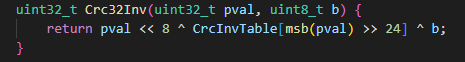 uint32_t Crc32Inv(uint32_t pval, uint8_t b) {
    return pval << 8 ^ CrcInvTable[msb(pval) >> 24] ^ b;
}